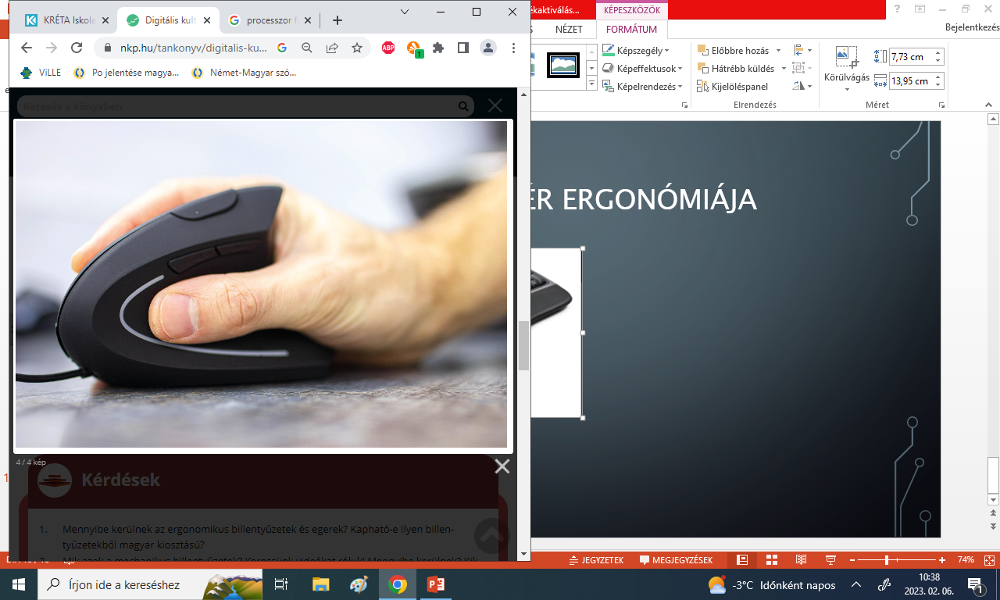 KRÉTA Iskola
Digitális kult
processzor f
nkp.hu/tankonyv/digitalis-ku...
ABP
1
ViLLE
Po jelentése magya...
Német-Magyar szó...
Keresés a könyvben
4 / 4 kép
Kérdések
1. Mennyibe kerülnek az ergonomikus billentyűzetek és egerek? Kapható-e ilyen billen-
tyűzetekből magyar kiosztású?
ékaktiválás...
KÉPESZKÖZÖK
NÉZET
FORMÁTUM
Bejelentkezés
Képszegély
Képeffektusok
Képelrendezés
Előbbre hozás
Hátrébb küldés
Kijelöléspanel
Elrendezés
Körülvágás
7,73 cm
13,95 cm
Méret
ÉR ERGONÓMIÁJA
JEGYZETEK
MEGJEGYZÉSEK
74%
Írjon ide a kereséshez
-3°C Időnként napos
10:38
2023. 02. 06.
1